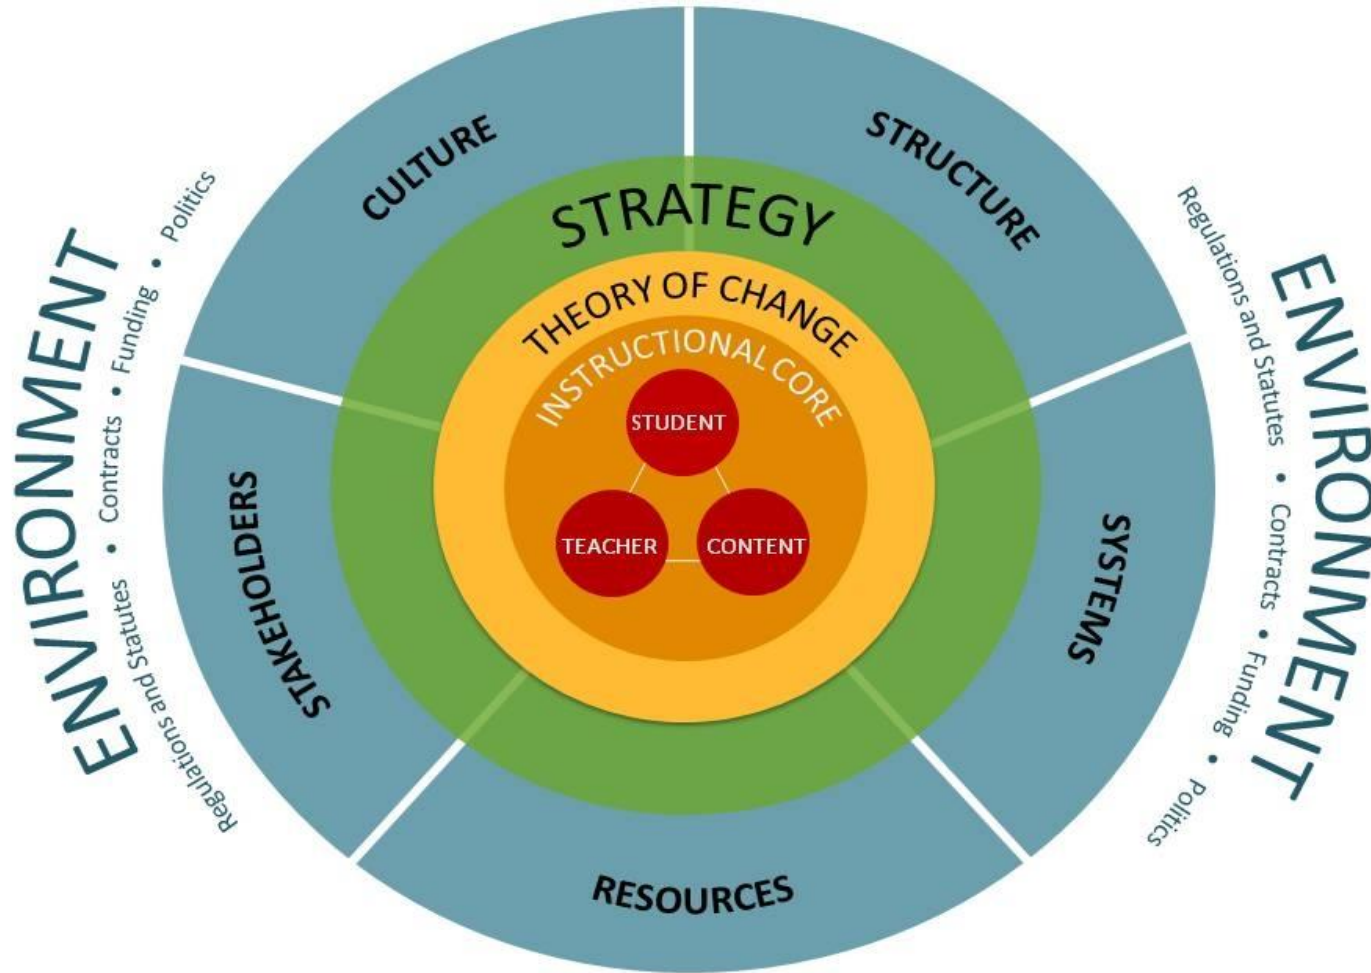 CULTURE
STRUCTURE
STRATEGY
THEORY OF CHANGE
INSTRUCTIONAL CORE
STUDENT
TEACHER
CONTENT
STAKEHOLDERS
SYSTEMS
RESOURCES
ENVIRONMENT
Regulations and Statutes • Contracts • Funding • Politics
ENVIRONMENT
Regulations and Statutes • Contracts • Funding • Politics